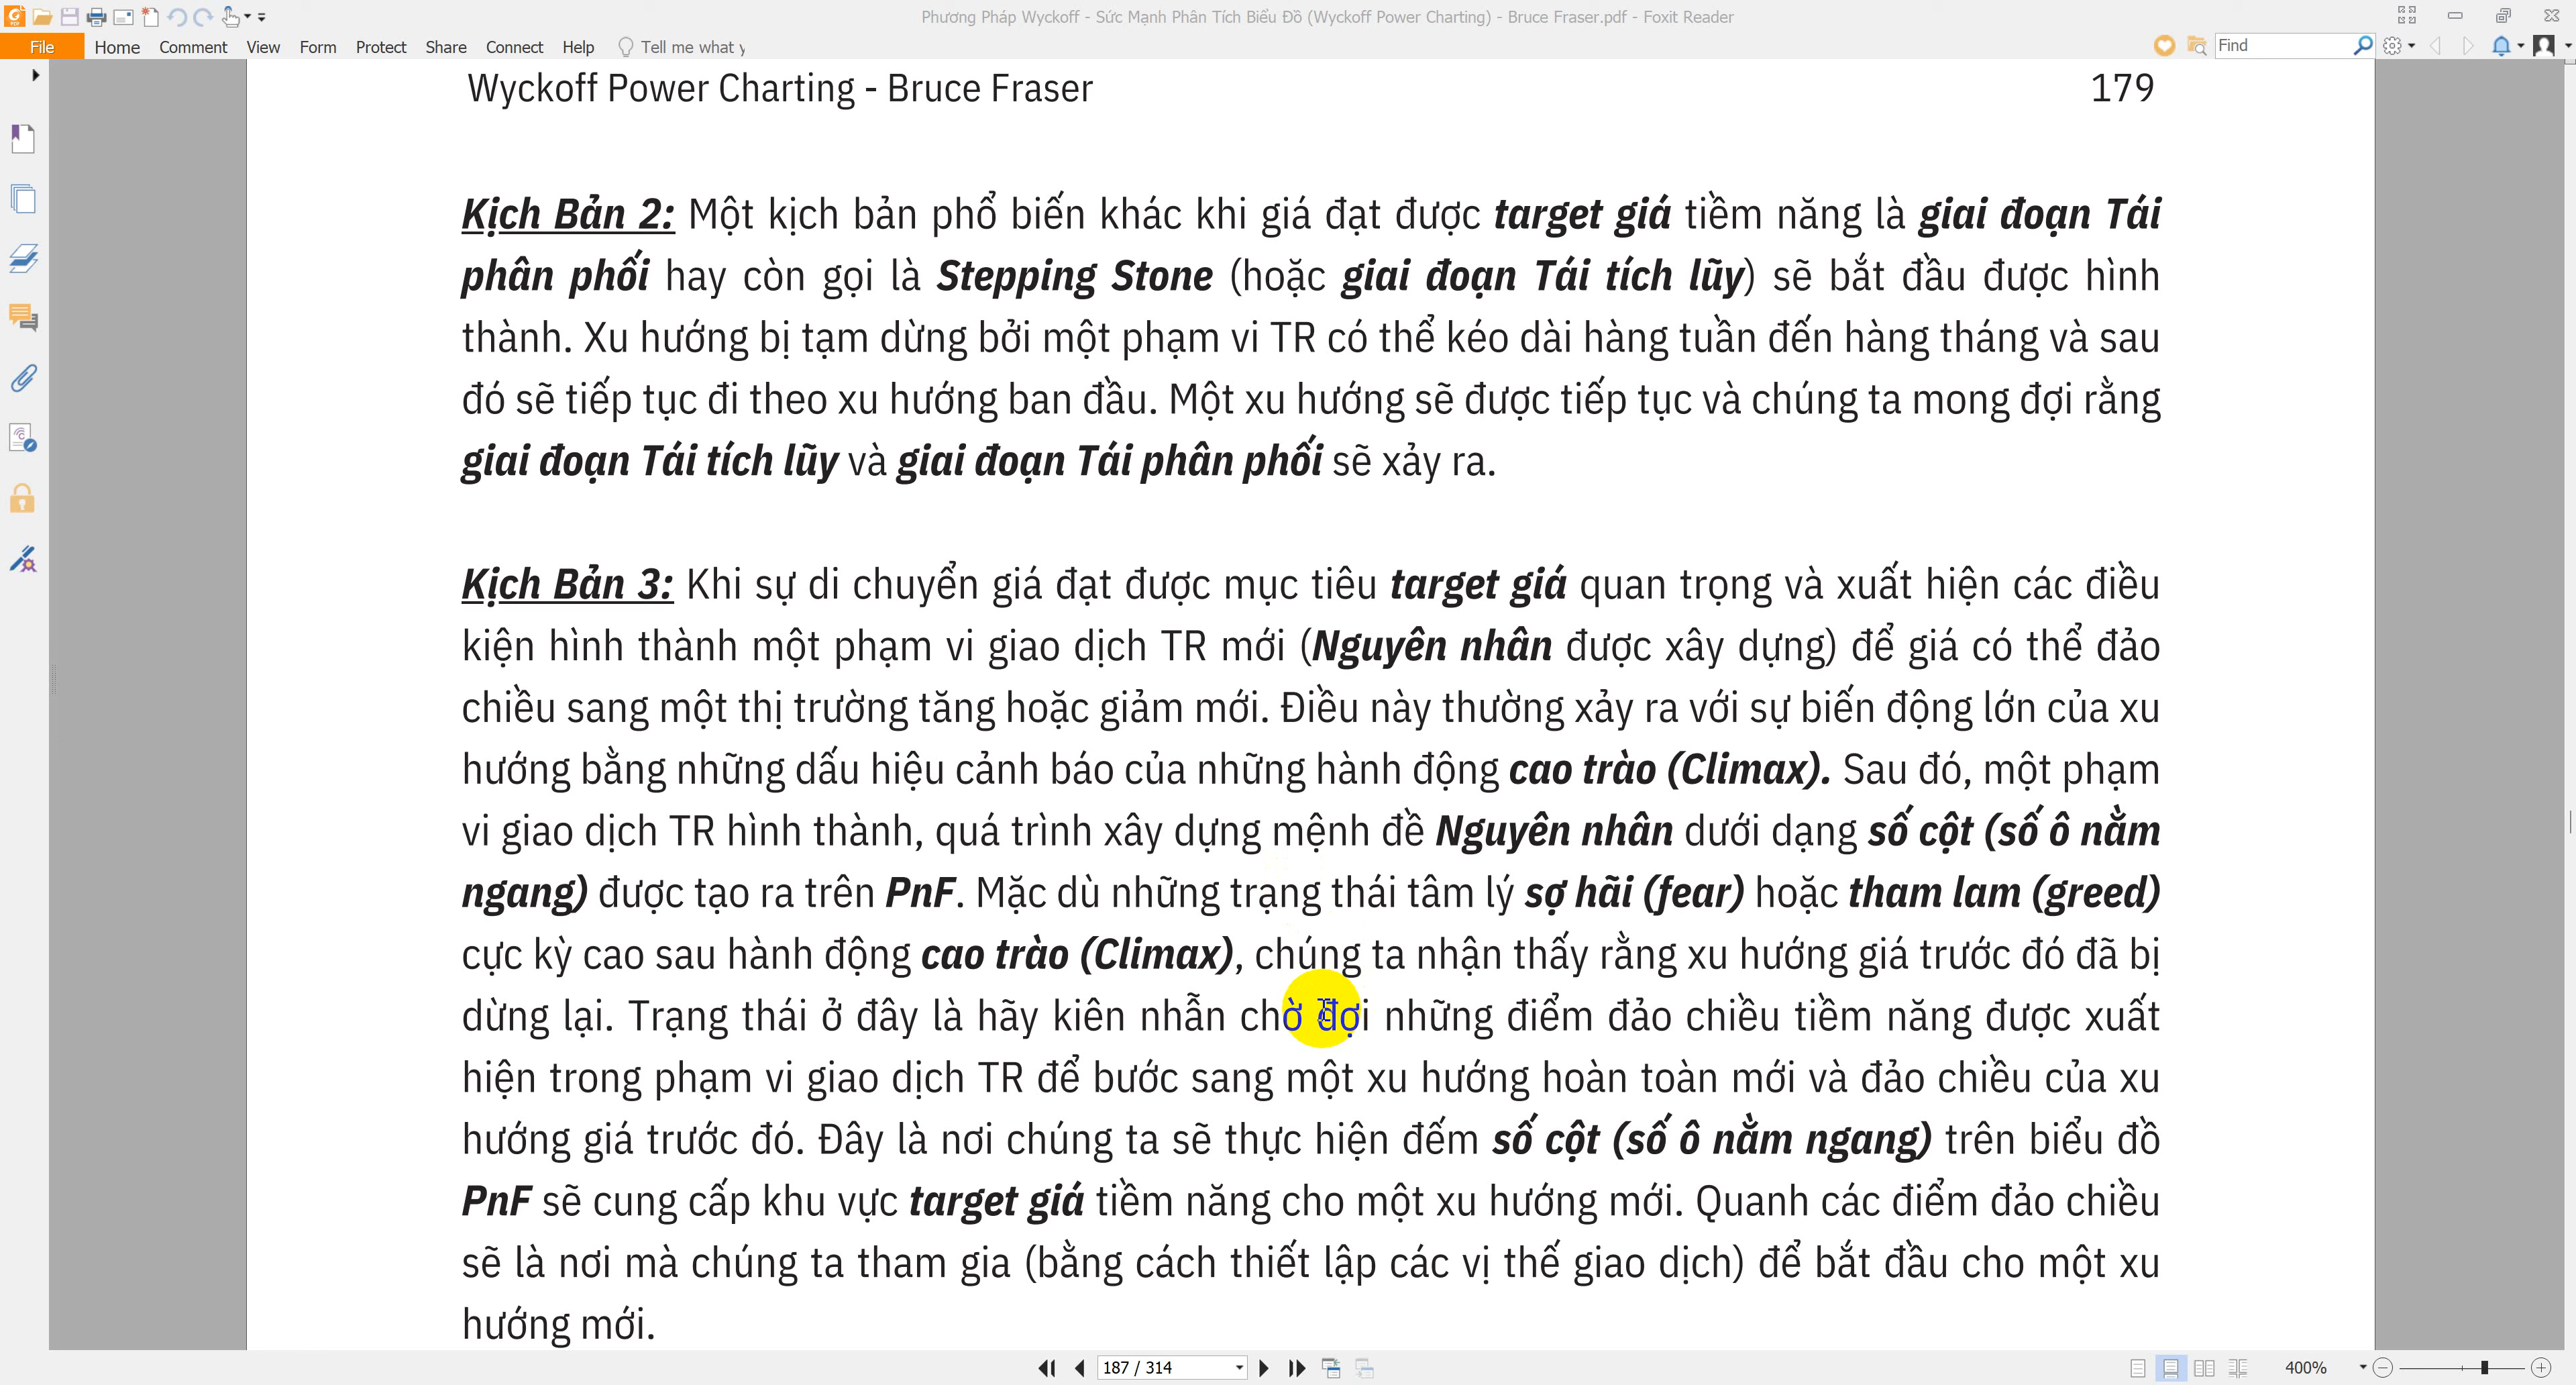 Phương Pháp Wyckoff - Sức Mạnh Phân Tích Biểu Đồ (Wyckoff Power Charting) - Bruce Fraser.pdf - Foxit Reader
File Home Comment View Form Protect Share Connect Help Tell me what y Find
Wyckoff Power Charting - Bruce Fraser 179
Kịch Bản 2: Một kịch bản phổ biến khác khi giá đạt được target giá tiềm năng là giai đoạn Tái
phân phối hay còn gọi là Stepping Stone (hoặc giai đoạn Tái tích lũy) sẽ bắt đầu được hình
thành. Xu hướng bị tạm dừng bởi một phạm vi TR có thể kéo dài hàng tuần đến hàng tháng và sau
đó sẽ tiếp tục đi theo xu hướng ban đầu. Một xu hướng sẽ được tiếp tục và chúng ta mong đợi rằng
giai đoạn Tái tích lũy và giai đoạn Tái phân phối sẽ xảy ra.
Kịch Bản 3: Khi sự di chuyển giá đạt được mục tiêu target giá quan trọng và xuất hiện các điều
kiện hình thành một phạm vi giao dịch TR mới (Nguyên nhân được xây dựng) để giá có thể đảo
chiều sang một thị trường tăng hoặc giảm mới. Điều này thường xảy ra với sự biến động lớn của xu
hướng bằng những dấu hiệu cảnh báo của những hành động cao trào (Climax). Sau đó, một phạm
vi giao dịch TR hình thành, quá trình xây dựng mệnh đề Nguyên nhân dưới dạng số cột (số ô nằm
ngang) được tạo ra trên PnF. Mặc dù những trạng thái tâm lý sợ hãi (fear) hoặc tham lam (greed)
cực kỳ cao sau hành động cao trào (Climax), chúng ta nhận thấy rằng xu hướng giá trước đó đã bị
dừng lại. Trạng thái ở đây là hãy kiên nhẫn chờ đợi những điểm đảo chiều tiềm năng được xuất
hiện trong phạm vi giao dịch TR để bước sang một xu hướng hoàn toàn mới và đảo chiều của xu
hướng giá trước đó. Đây là nơi chúng ta sẽ thực hiện đếm số cột (số ô nằm ngang) trên biểu đồ
PnF sẽ cung cấp khu vực target giá tiềm năng cho một xu hướng mới. Quanh các điểm đảo chiều
sẽ là nơi mà chúng ta tham gia (bằng cách thiết lập các vị thế giao dịch) để bắt đầu cho một xu
hướng mới.
187 / 314 400%